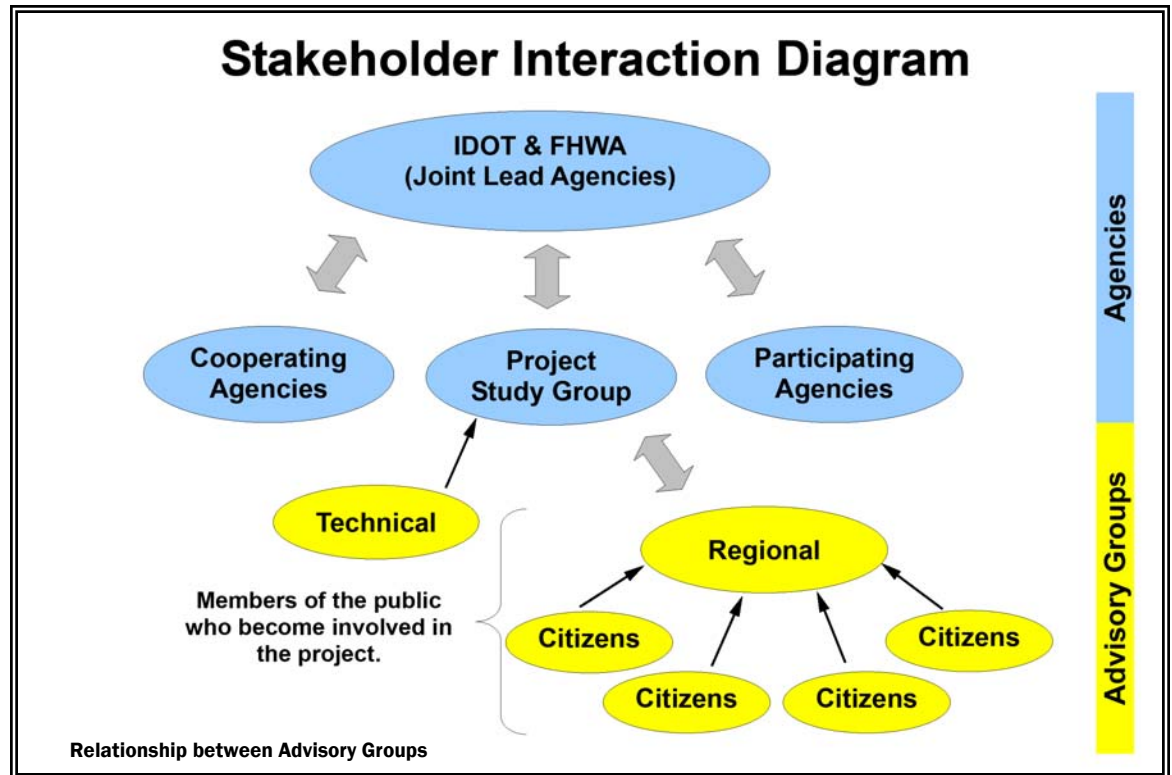 Stakeholder Interaction Diagram
IDOT & FHWA
(Joint Lead Agencies)
Agencies
Cooperating
Agencies
Project
Study Group
Participating
Agencies
Technical
Regional
Members of the public
who become involved in
the project.
Citizens
Citizens
Citizens
Citizens
Advisory Groups
Relationship between Advisory Groups